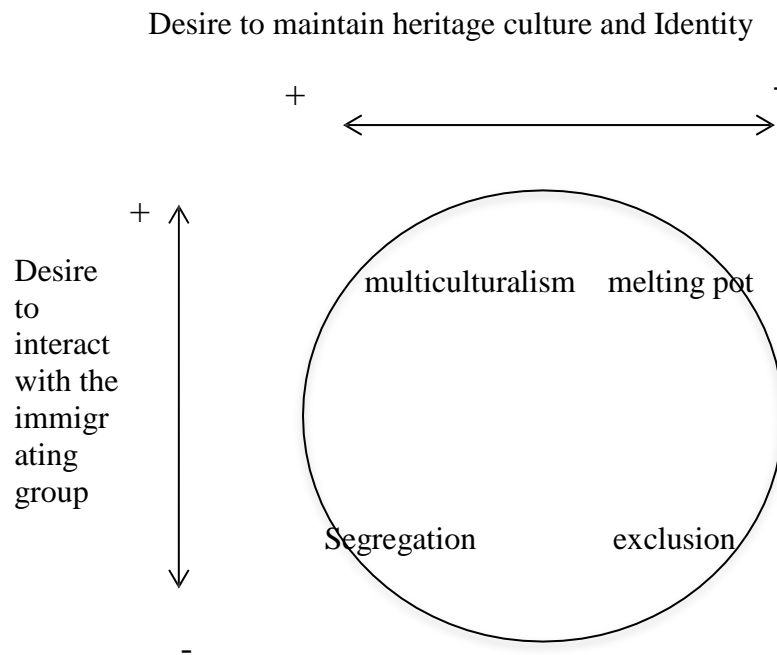 Desire to maintain heritage culture and Identity
+
+
Desire
to
interact
with the
immigr
ating
group
multiculturalism melting pot
Segregation exclusion
-